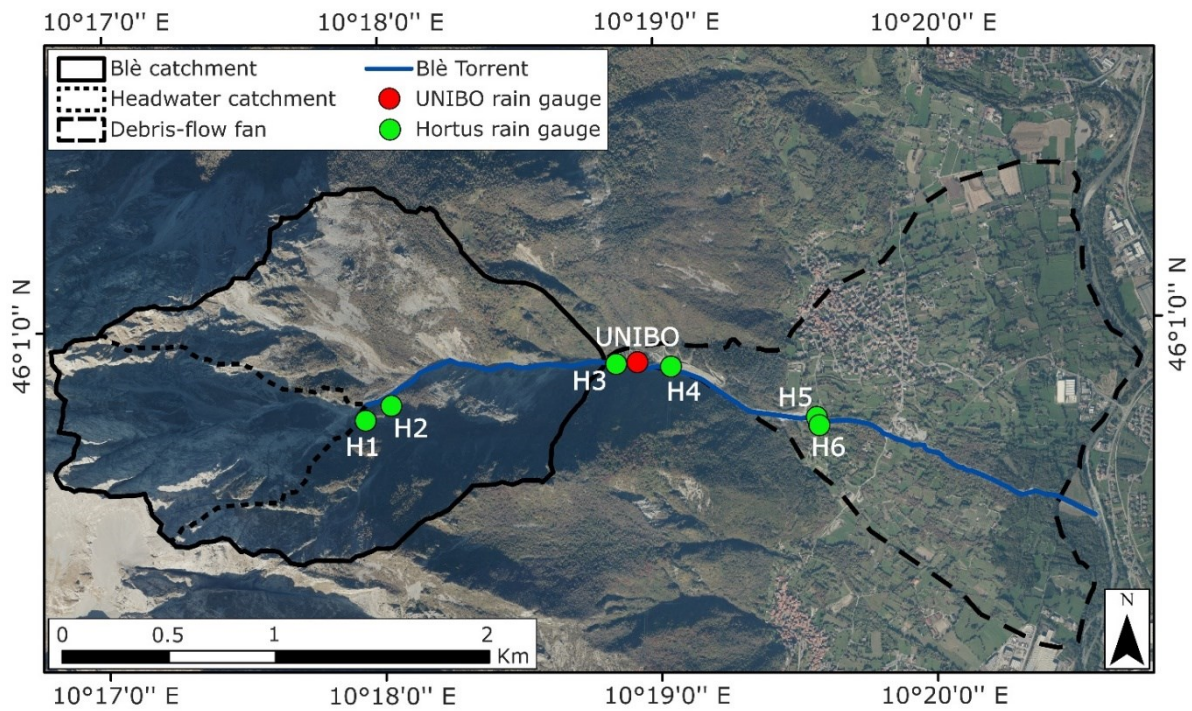 10°17'0'' E 10°18'0'' E 10°19'0'' E 10°20'0'' E
Blè catchment
Headwater catchment
Debris-flow fan
Blè Torrent
UNIBO rain gauge
Hortus rain gauge
46°1'0'' N
46°1'0'' N
UNIBO
H3
H4
H5
H2
H1
H6
0 0.5 1 2
Km
N
10°17'0'' E 10°18'0'' E 10°19'0'' E 10°20'0'' E